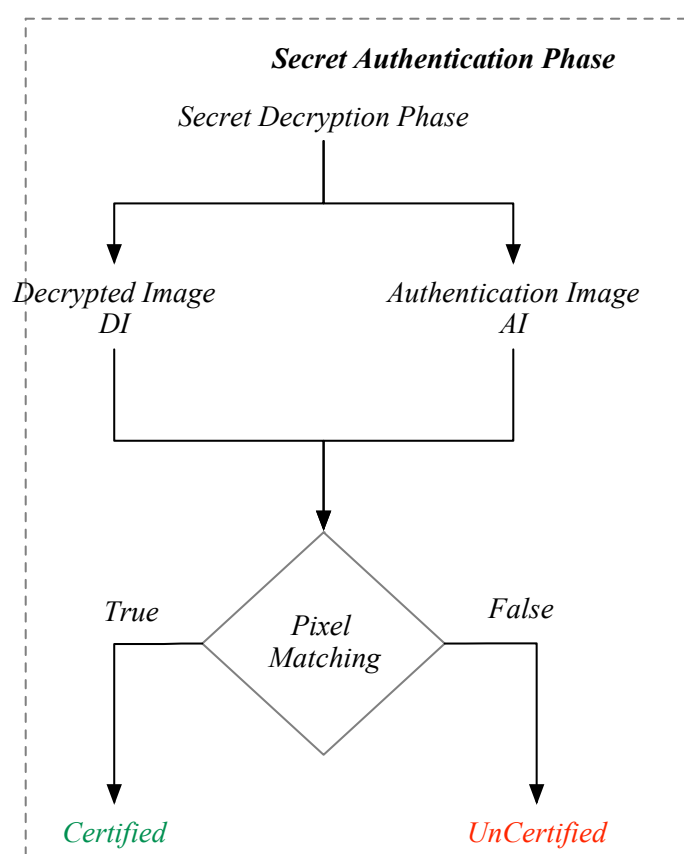 Secret Authentication Phase
Secret Decryption Phase
Decrypted Image
DI
Authentication Image
AI
True
False
Pixel
Matching
Certified
UnCertified